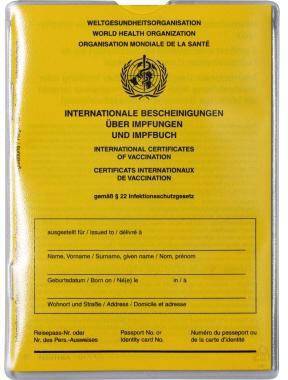 WELTGESUNDHEITSORGANISATION
WORLD HEALTH ORGANIZATION
ORGANISATION MONDIALE DE LA SANTÉ
INTERNATIONALE BESCHEINIGUNGEN
ÜBER IMPFUNGEN
UND IMPFBUCH
INTERNATIONAL CERTIFICATES
OF VACCINATION
CERTIFICATS INTERNATIONAUX
DE VACCINATION
gemäß § 22 Infektionsschutzgesetz
ausgestellt für / Issued to / délivré à
Name, Vorname / Surname, given name / Nom, prénom
Geburtsdatum / Born on / Né(e) le in / à
Wohnort und Straße / Address / Domicile et adresse
Reisepass-Nr. oder Passport No. or Numéro du passeport ou
Nr. des Pers.-Ausweises Identity card No. de la carte d'identité